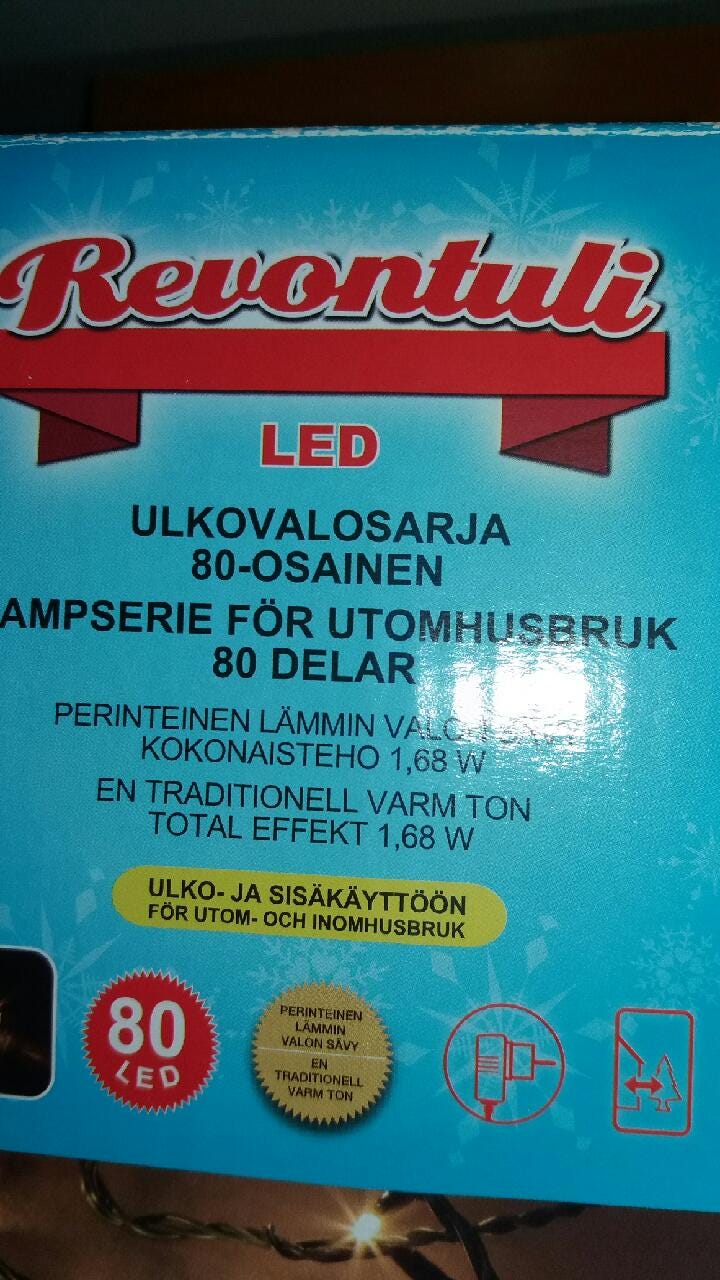 Revontuli
LED
ULKOVALOSARJA
80-OSAINEN
AMPSERIE FÖR UTOMHUSBRUK
80 DELAR
PERINTEINEN LÄMMIN VALON SÄVY
KOKONAISTEHO 1,68 W
EN TRADITIONELL VARM TON
TOTAL EFFEKT 1,68 W
ULKO- JA SISÄKÄYTTÖÖN
FÖR UTOM- OCH INOMHUSBRUK
80
LED
PERINTEINEN
LÄMMIN
VALON SÄVY
EN
TRADITIONELL
VARM TON